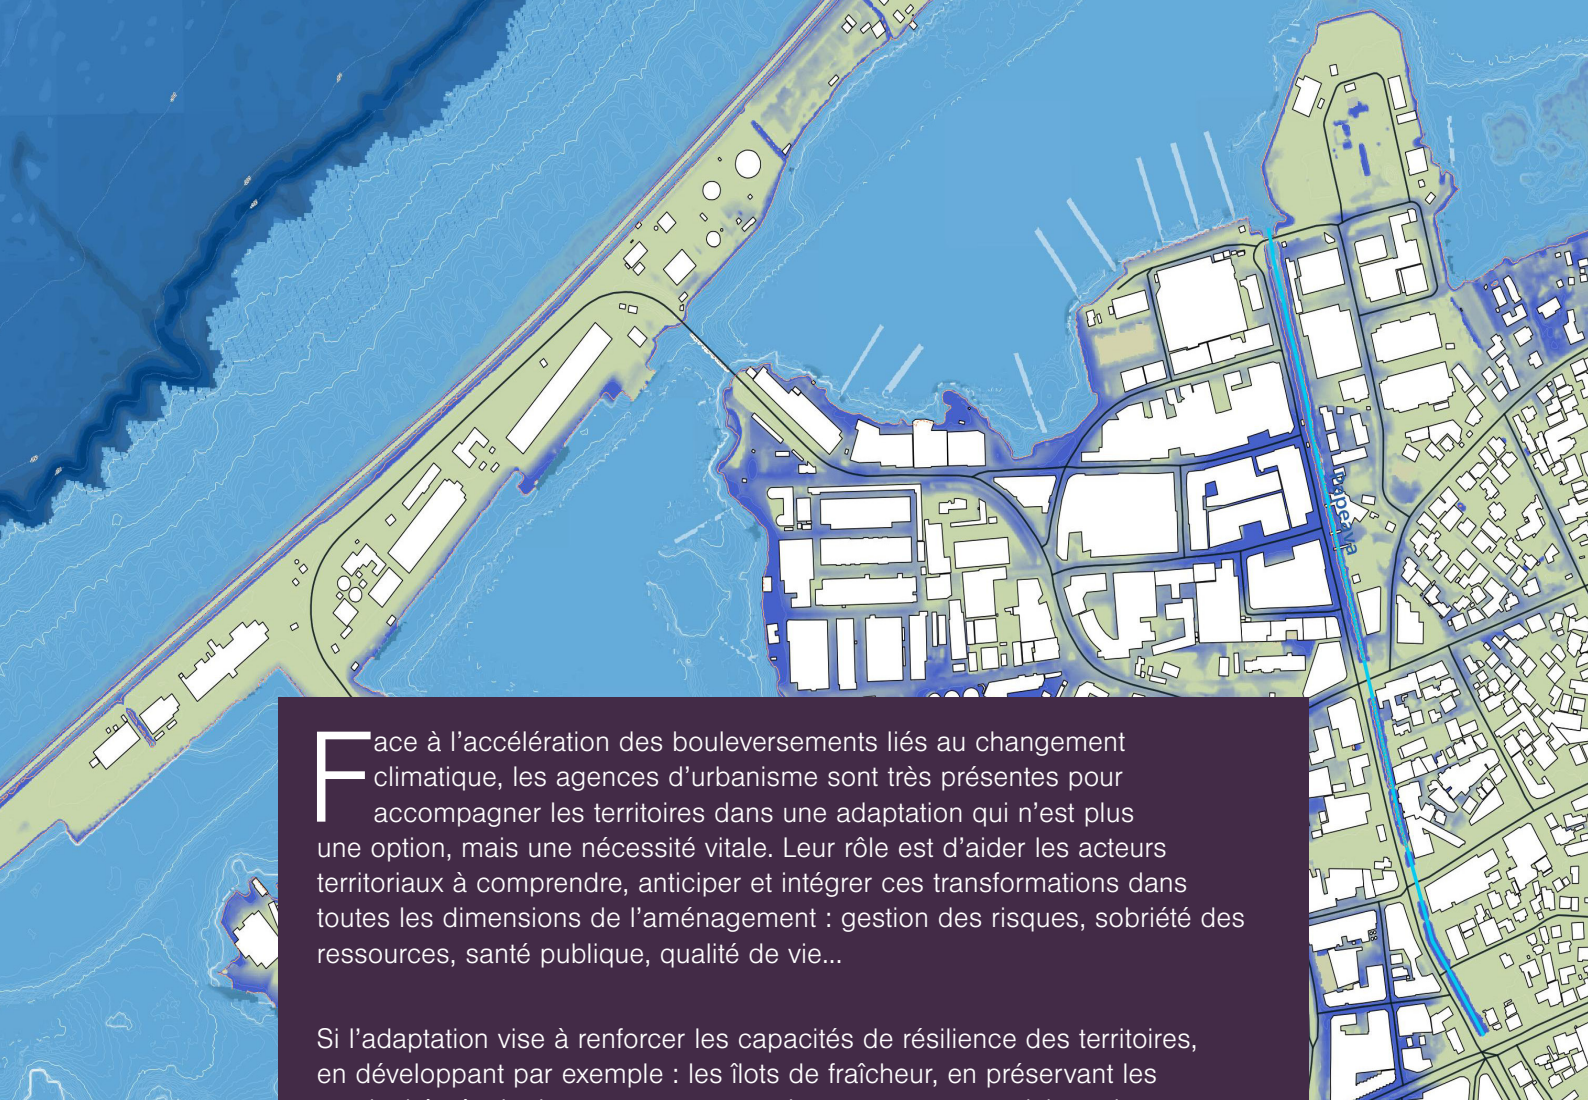 Papeava
Face à l’accélération des bouleversements liés au changement
climatique, les agences d’urbanisme sont très présentes pour
accompagner les territoires dans une adaptation qui n’est plus
une option, mais une nécessité vitale. Leur rôle est d’aider les acteurs
territoriaux à comprendre, anticiper et intégrer ces transformations dans
toutes les dimensions de l’aménagement : gestion des risques, sobriété des
ressources, santé publique, qualité de vie...
Si l’adaptation vise à renforcer les capacités de résilience des territoires,
en développant par exemple : les îlots de fraîcheur, en préservant les